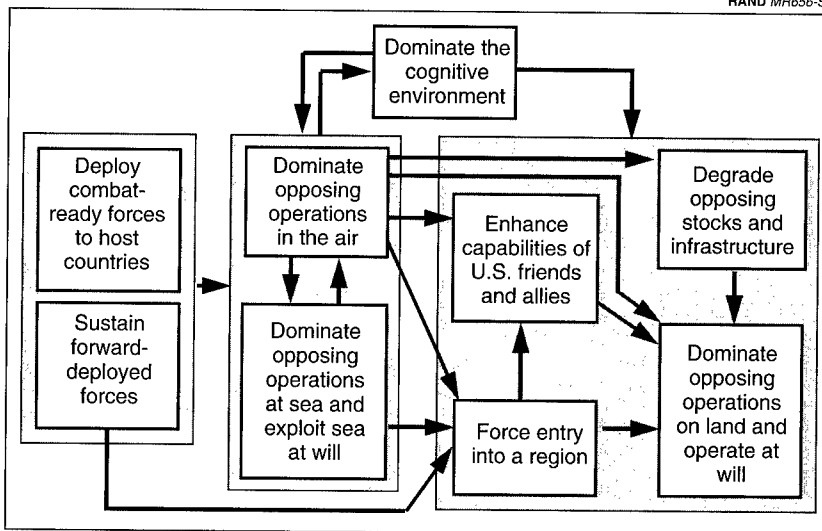 RAND MR656-S
Dominate the
cognitive
environment
Deploy
combat-
ready forces
to host
countries
Sustain
forward-
deployed
forces
Dominate
opposing
operations
in the air
Dominate
opposing
operations
at sea and
exploit sea
at will
Enhance
capabilities of
U.S. friends
and allies
Force entry
into a region
Degrade
opposing
stocks and
infrastructure
Dominate
opposing
operations
on land and
operate at
will